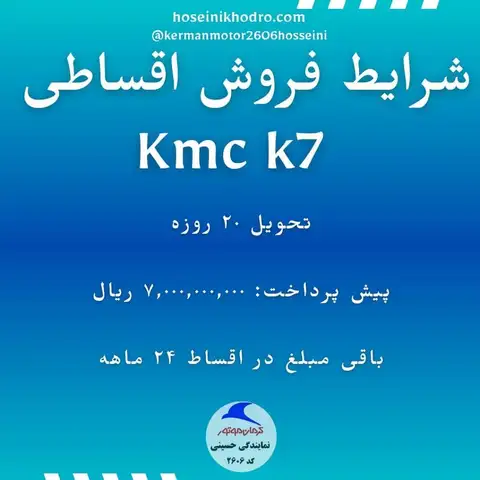 hoseinikhodro.com
@kermanmotor2606hosseini
شرایط فروش اقساطی
Kmc k7
تحویل ۲۰ روزه
پیش پرداخت: ۷,۰۰۰,۰۰۰,۰۰۰ ریال
باقی مبلغ در اقساط ۲۴ ماهه
کرمان موتور
نمایندگی حسینی
کد ۲۶۰۶